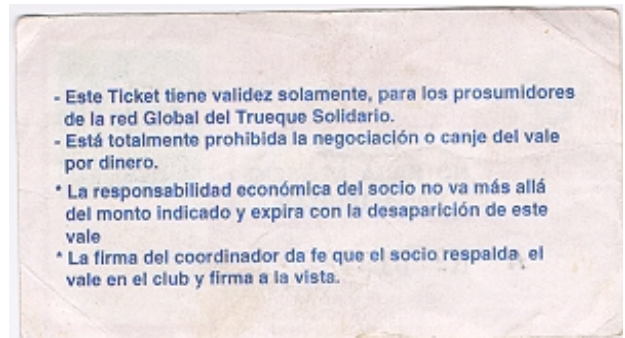 - Este Ticket tiene validez solamente, para los prosumidores
de la red Global del Trueque Solidario.
- Está totalmente prohibida la negociación o canje del vale
por dinero.
* La responsabilidad económica del socio no va más allá
del monto indicado y expira con la desaparición de este
vale
* La firma del coordinador da fe que el socio respalda el
vale en el club y firma a la vista.